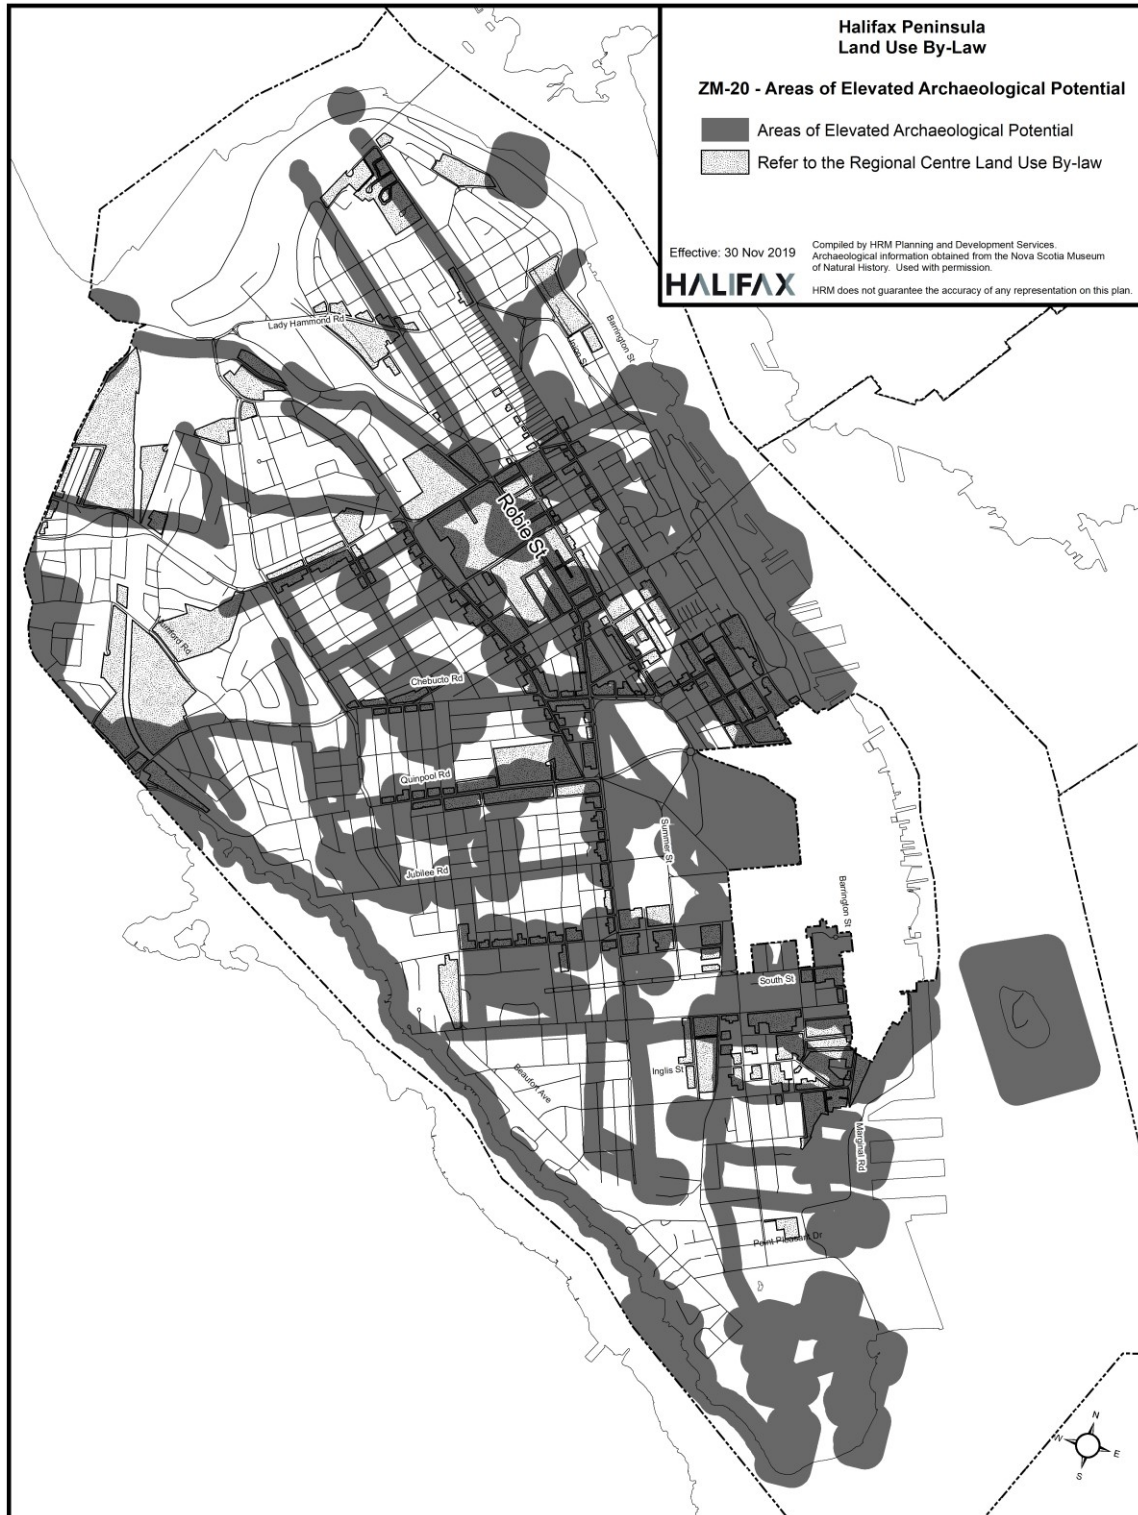 Halifax Peninsula
Land Use By-Law
ZM-20 - Areas of Elevated Archaeological Potential
Areas of Elevated Archaeological Potential
Refer to the Regional Centre Land Use By-law
Effective: 30 Nov 2019
Compiled by HRM Planning and Development Services.
Archaeological information obtained from the Nova Scotia Museum
of Natural History. Used with permission.
HALIFAX
HRM does not guarantee the accuracy of any representation on this plan.
Lady Hammond Rd
Barrington St
Union St
Robie St
Mumford Rd
Chebucto Rd
Quinpool Rd
Summer St
Jubilee Rd
Barrington St
South St
Inglis St
Beaufort Ave
Marginal Rd
Point Pleasant Dr
N
W
E
S